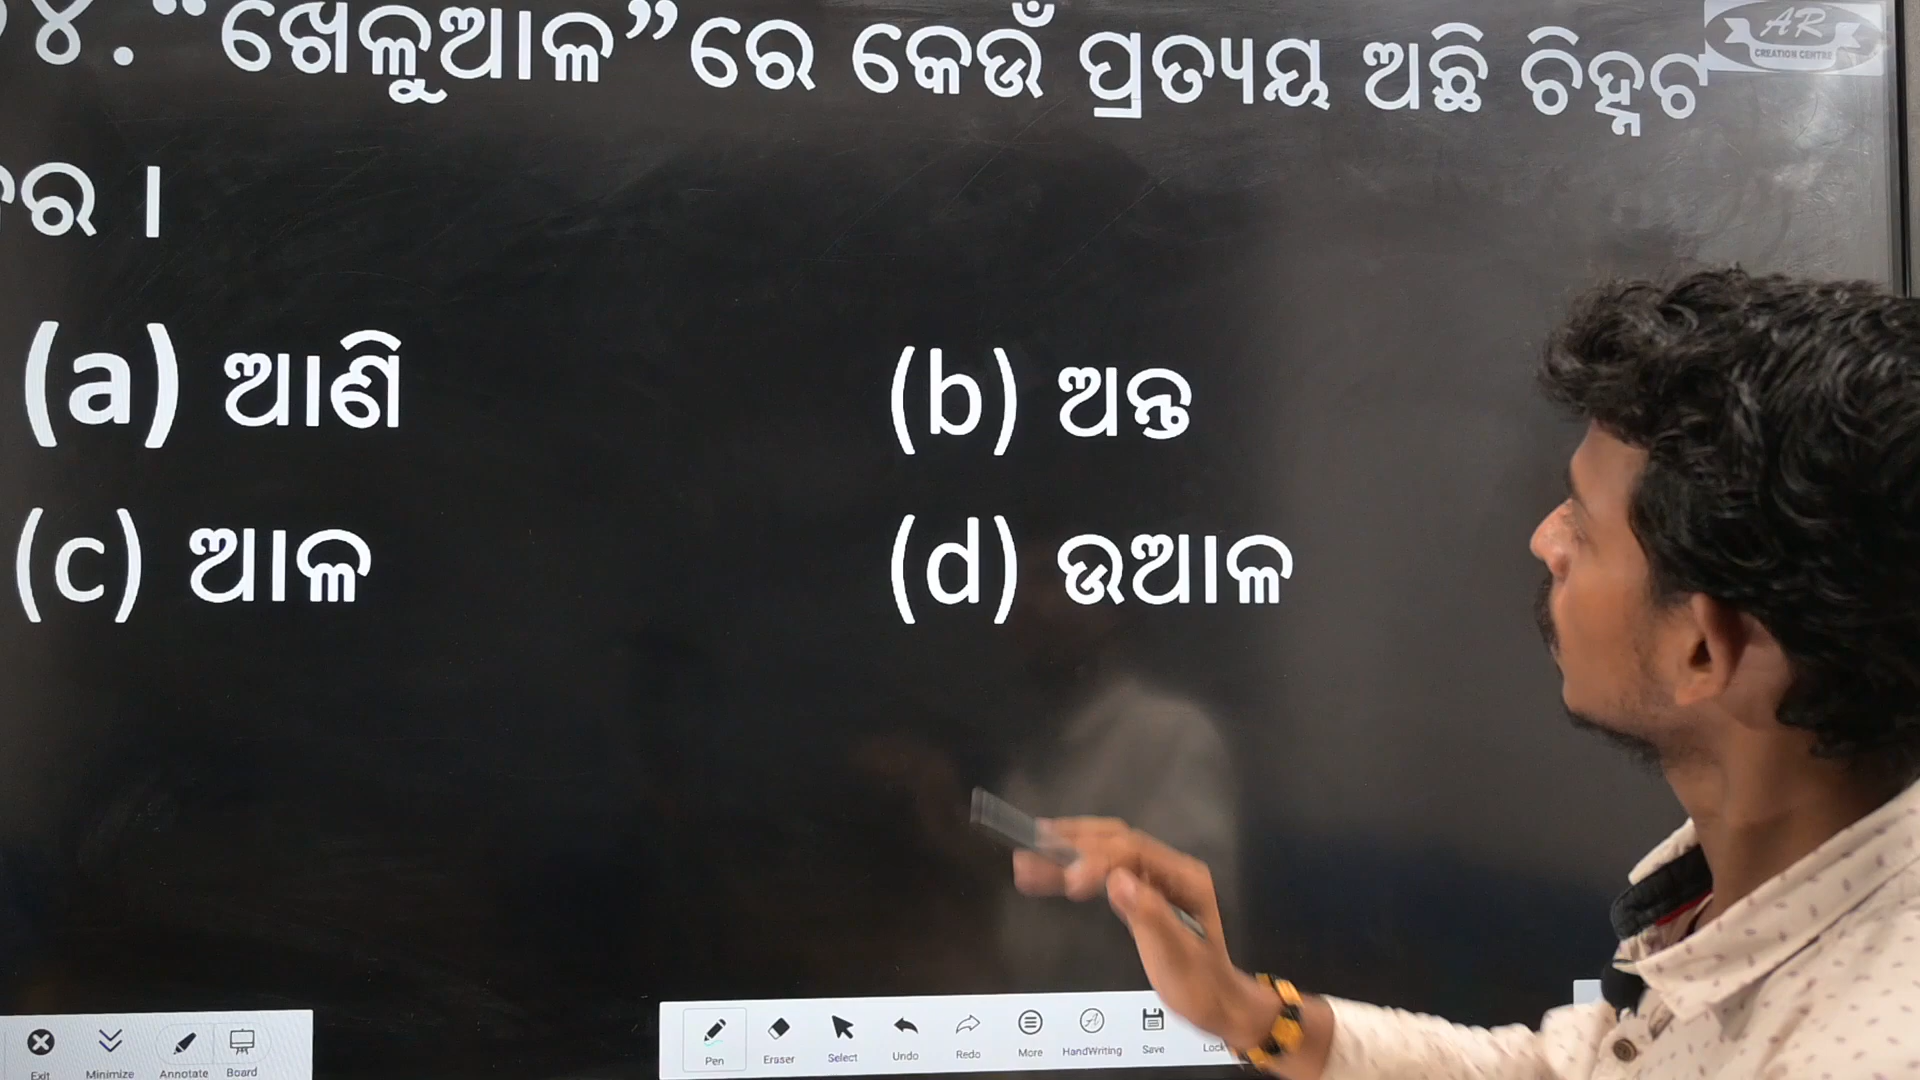 ୪. “ଖେଳୁଆଳ”ରେ କେଉଁ ପ୍ରତ୍ୟୟ ଅଛି ଚିହ୍ନଟ
କର ।
(a) ଆଣି (b) ଅନ୍ତ
(c) ଆଳ (d) ଉଆଳ
AR
CREATION CENTRE
Exit Minimize Annotate Board
Pen Eraser Select Undo Redo More HandWriting Save Lock